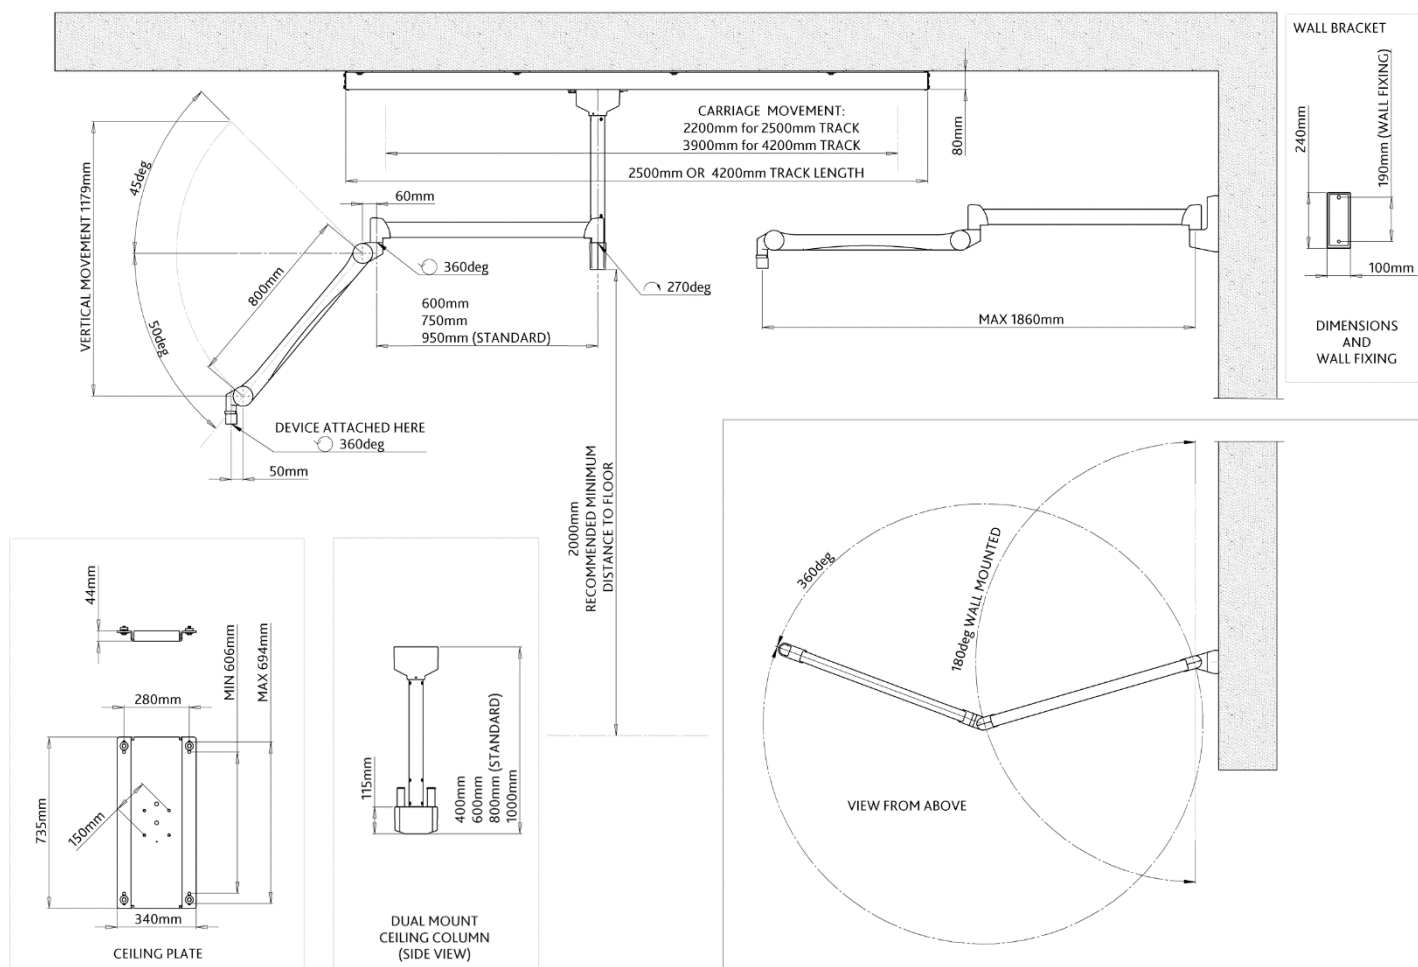 WALL BRACKET
240mm
190mm (WALL FIXING)
100mm
DIMENSIONS
AND
WALL FIXING
CARRIAGE MOVEMENT:
2200mm for 2500mm TRACK
3900mm for 4200mm TRACK
2500mm OR 4200mm TRACK LENGTH
80mm
45deg
VERTICAL MOVEMENT 1179mm
50deg
60mm
800mm
360deg
270deg
600mm
750mm
950mm (STANDARD)
MAX 1860mm
DEVICE ATTACHED HERE
360deg
50mm
2000mm
RECOMMENDED MINIMUM
DISTANCE TO FLOOR
44mm
280mm
MIN 606mm
MAX 694mm
735mm
150mm
340mm
CEILING PLATE
115mm
400mm
600mm
800mm (STANDARD)
1000mm
DUAL MOUNT
CEILING COLUMN
(SIDE VIEW)
360deg
180deg WALL MOUNTED
VIEW FROM ABOVE